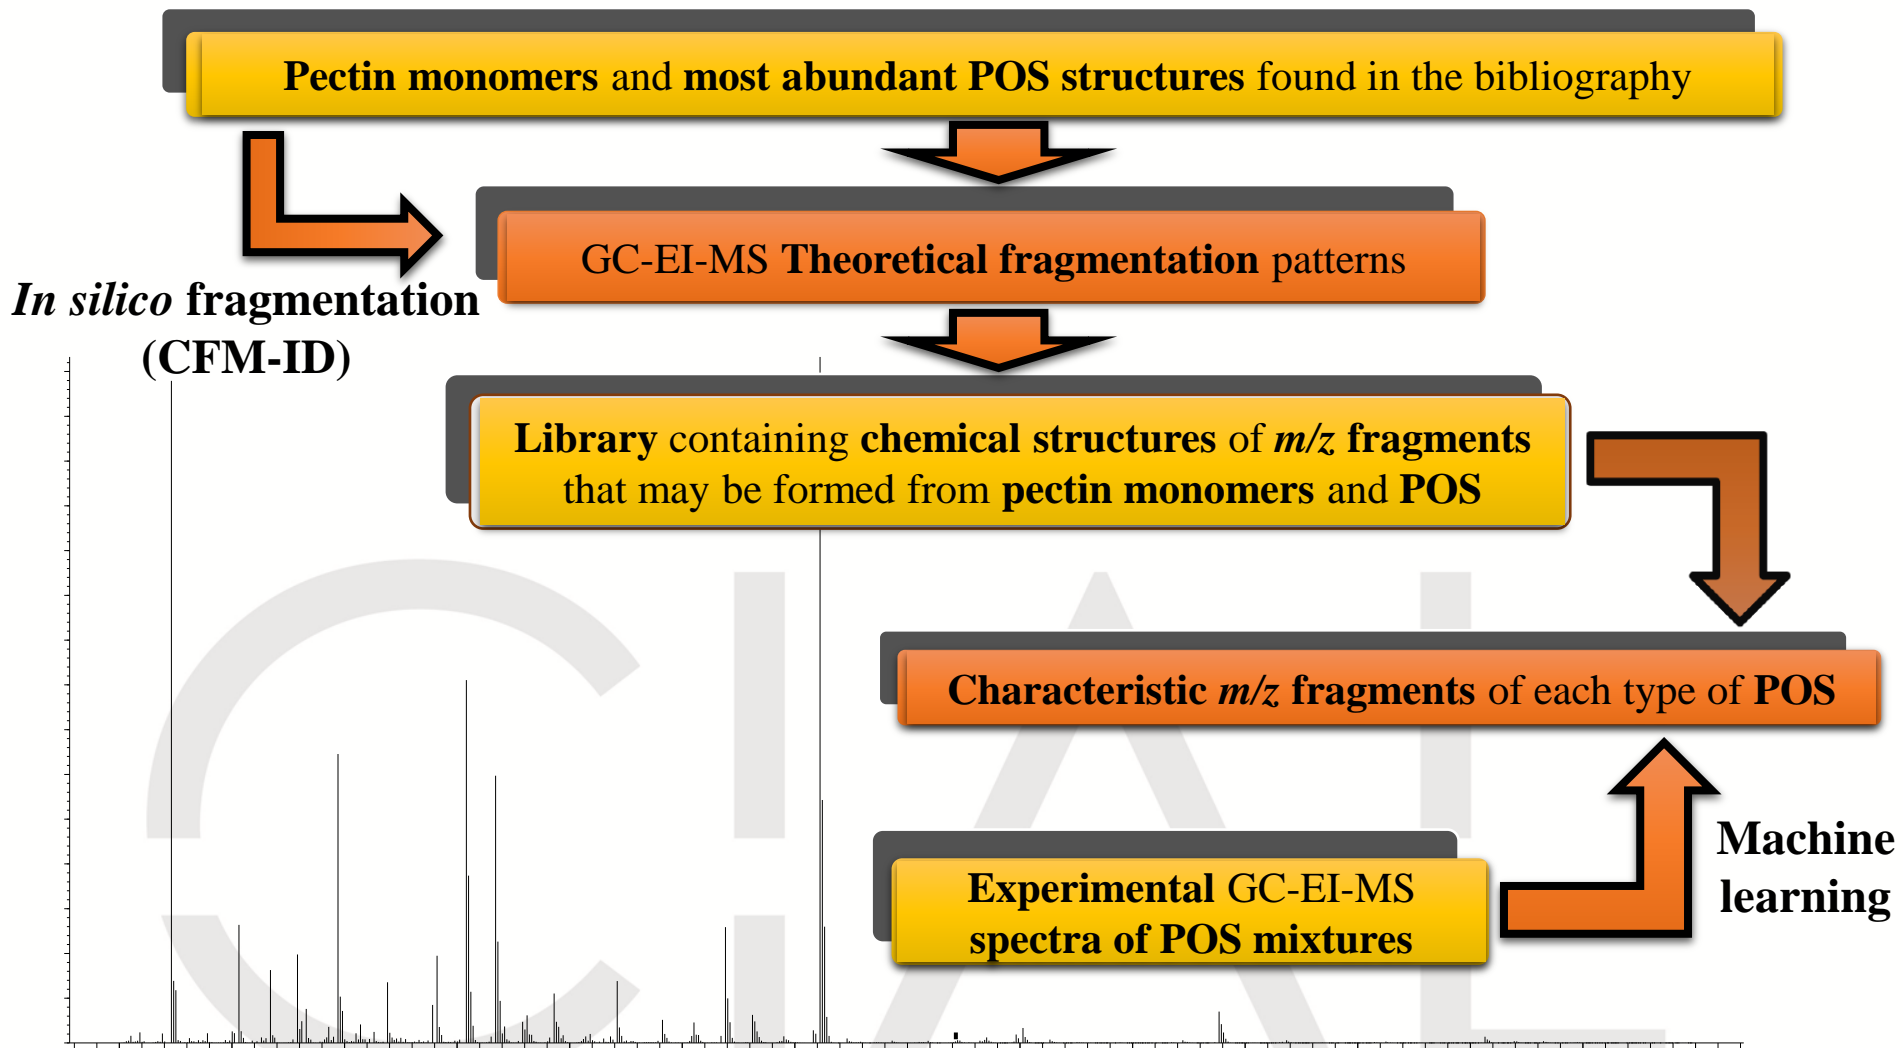 Pectin monomers and most abundant POS structures found in the bibliography
GC-EI-MS Theoretical fragmentation patterns
In silico fragmentation
(CFM-ID)
Library containing chemical structures of m/z fragments
that may be formed from pectin monomers and POS
Characteristic m/z fragments of each type of POS
Machine
learning
Experimental GC-EI-MS
spectra of POS mixtures
CIAL